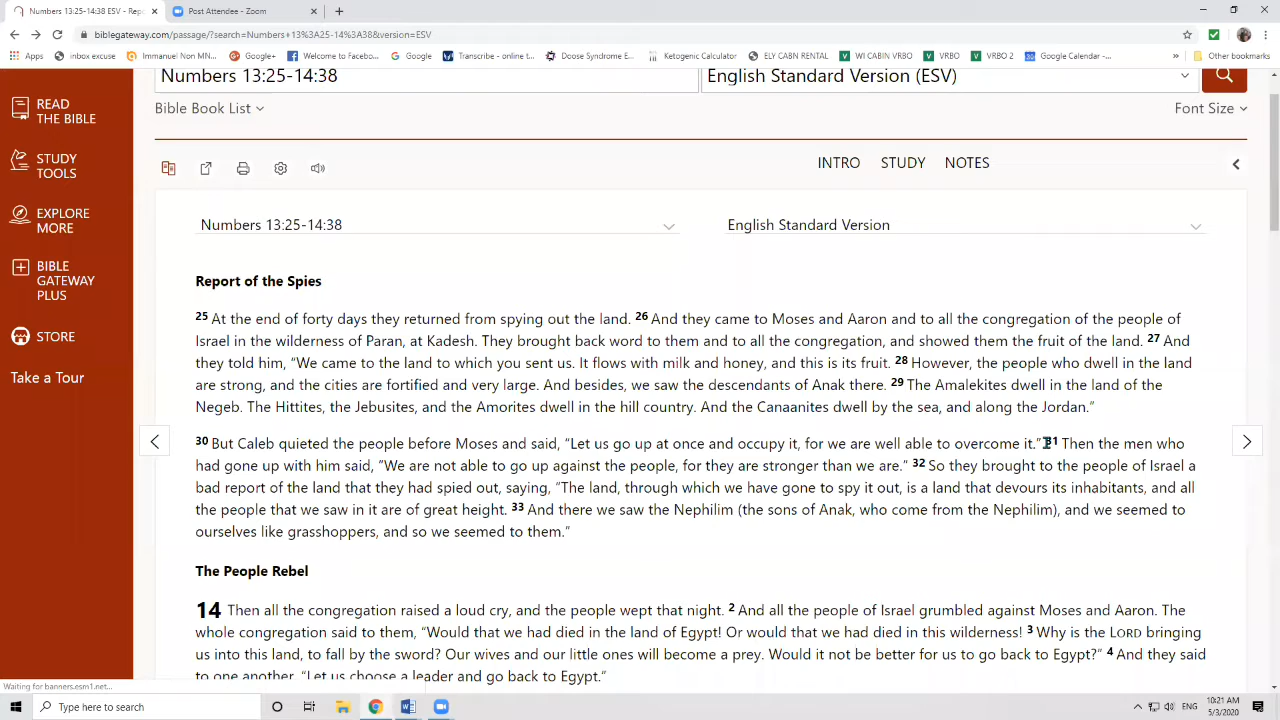 Numbers 13:25-14:38 ESV - Rep
Post Attendee - Zoom
biblegateway.com/passage/?search=Numbers+13%3A25-14%3A38&version=ESV
Apps
inbox excuse
Immanuel Non MN...
Google+
Welcome to Facebo...
Google
Transcribe - online t...
Doose Syndrome E...
Ketogenic Calculator
ELY CABN RENTAL
WI CABIN VRBO
VRBO
VRBO 2
Google Calendar -...
»
Other bookmarks
Numbers 13:25-14:38
English Standard Version (ESV)
Bible Book List
Font Size
READ
THE BIBLE
STUDY
TOOLS
EXPLORE
MORE
BIBLE
GATEWAY
PLUS
STORE
Take a Tour
INTRO STUDY NOTES
Numbers 13:25-14:38
English Standard Version
Report of the Spies
25 At the end of forty days they returned from spying out the land. 26 And they came to Moses and Aaron and to all the congregation of the people of
Israel in the wilderness of Paran, at Kadesh. They brought back word to them and to all the congregation, and showed them the fruit of the land. 27 And
they told him, “We came to the land to which you sent us. It flows with milk and honey, and this is its fruit. 28 However, the people who dwell in the land
are strong, and the cities are fortified and very large. And besides, we saw the descendants of Anak there. 29 The Amalekites dwell in the land of the
Negeb. The Hittites, the Jebusites, and the Amorites dwell in the hill country. And the Canaanites dwell by the sea, and along the Jordan.”
30 But Caleb quieted the people before Moses and said, “Let us go up at once and occupy it, for we are well able to overcome it.” 31 Then the men who
had gone up with him said, “We are not able to go up against the people, for they are stronger than we are.” 32 So they brought to the people of Israel a
bad report of the land that they had spied out, saying, “The land, through which we have gone to spy it out, is a land that devours its inhabitants, and all
the people that we saw in it are of great height. 33 And there we saw the Nephilim (the sons of Anak, who come from the Nephilim), and we seemed to
ourselves like grasshoppers, and so we seemed to them.”
The People Rebel
14 Then all the congregation raised a loud cry, and the people wept that night. 2 And all the people of Israel grumbled against Moses and Aaron. The
whole congregation said to them, “Would that we had died in the land of Egypt! Or would that we had died in this wilderness! 3 Why is the LORD bringing
us into this land, to fall by the sword? Our wives and our little ones will become a prey. Would it not be better for us to go back to Egypt?” 4 And they said
to one another, “Let us choose a leader and go back to Egypt.”
Waiting for banners.esm1.net...
Type here to search
ENG
10:21 AM
5/3/2020